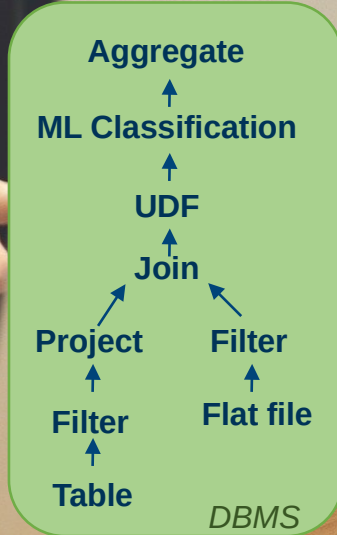 Aggregate
ML Classification
UDF
Join
Project Filter
Filter Flat file
Table
DBMS